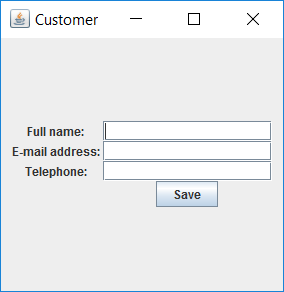 Customer
Full name:
E-mail address:
Telephone:
Save